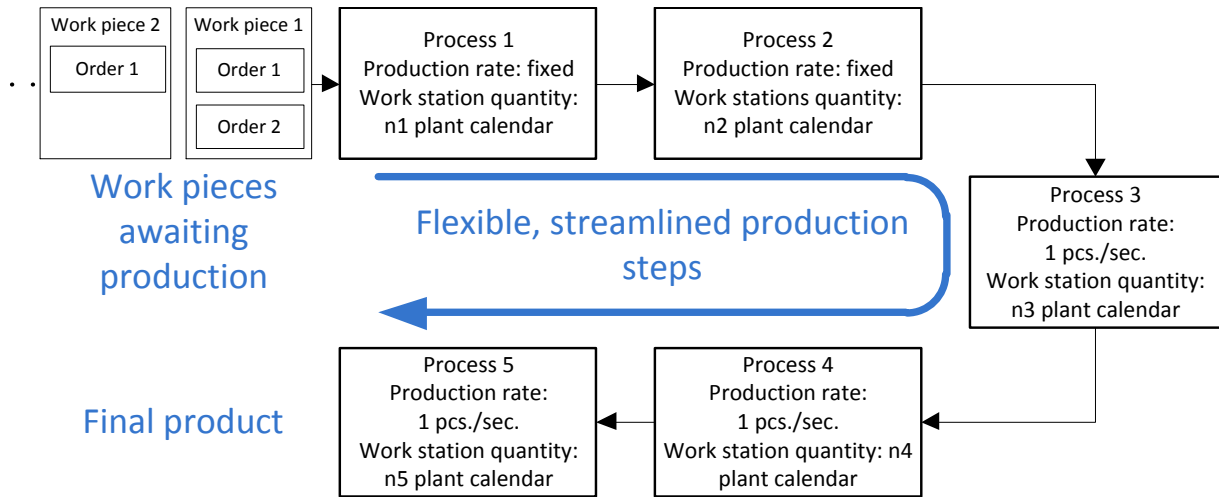 Work piece 2
Order 1
Work piece 1
Order 1
Order 2
. .
Process 1
Production rate: fixed
Work station quantity:
n1 plant calendar
Process 2
Production rate: fixed
Work stations quantity:
n2 plant calendar
Work pieces
awaiting
production
Flexible, streamlined production
steps
Process 3
Production rate:
1 pcs./sec.
Work station quantity:
n3 plant calendar
Process 4
Production rate:
1 pcs./sec.
Work station quantity: n4
plant calendar
Process 5
Production rate:
1 pcs./sec.
Work station quantity:
n5 plant calendar
Final product